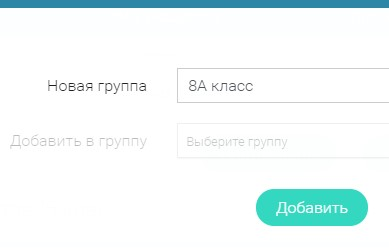 Новая группа
8А класс
Добавить в группу
Выберите группу
Добавить